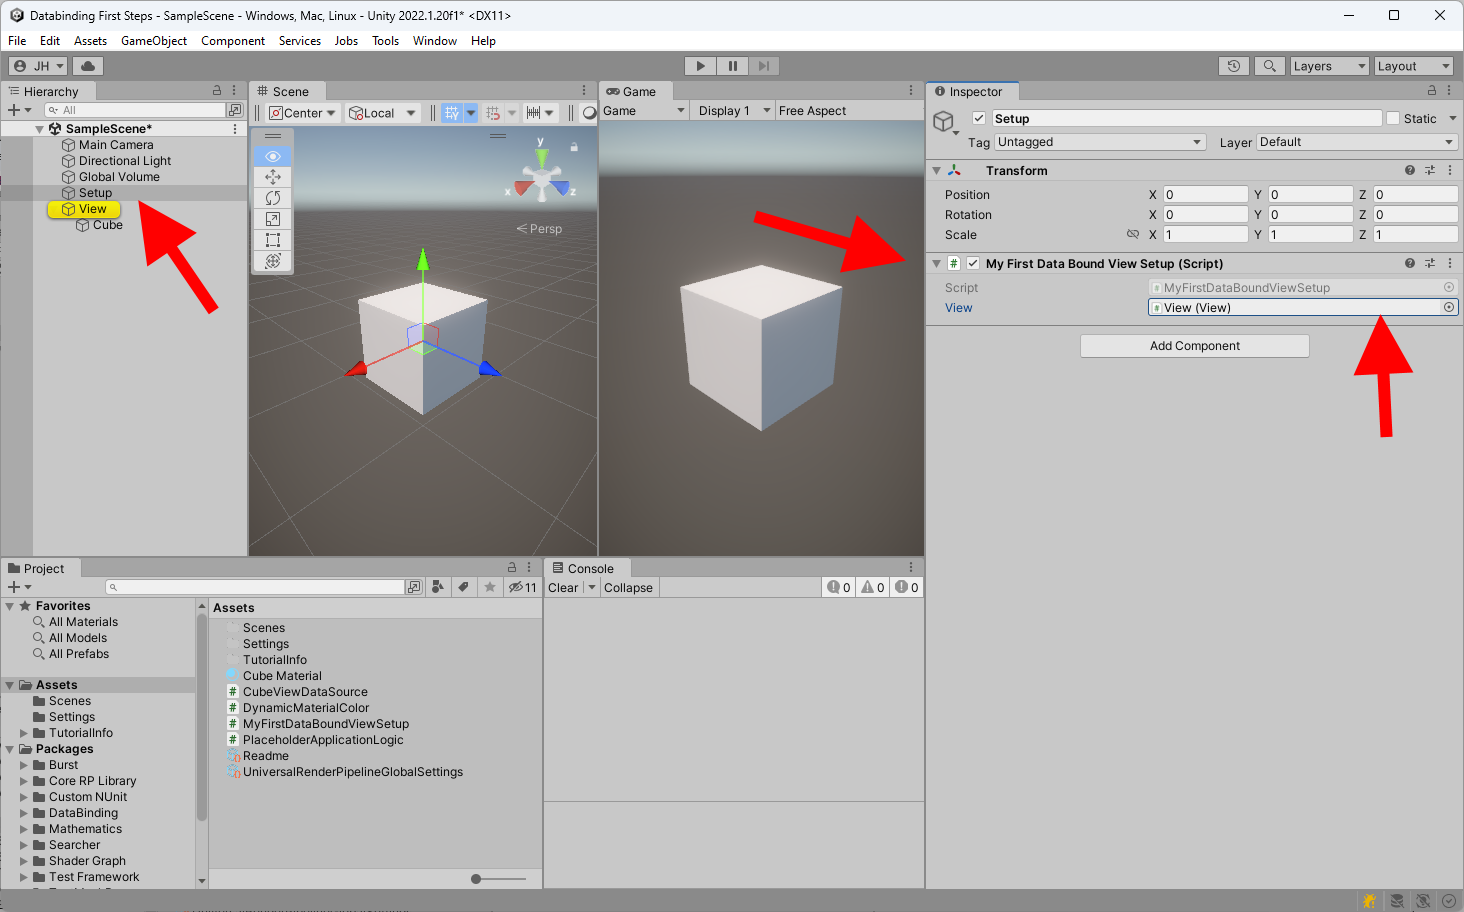 Databinding First Steps - SampleScene - Windows, Mac, Linux - Unity 2022.1.20f1* <DX11>
File Edit Assets GameObject Component Services Jobs Tools Window Help
JH
Layers Layout
Hierarchy
All
SampleScene*
Main Camera
Directional Light
Global Volume
Setup
View
Cube
Scene
Center Local
y
x z
Persp
Game
Game Display 1 Free Aspect
Inspector
Setup Static
Tag Untagged Layer Default
Transform
Position X 0 Y 0 Z 0
Rotation X 0 Y 0 Z 0
Scale X 1 Y 1 Z 1
# My First Data Bound View Setup (Script)
Script # MyFirstDataBoundViewSetup
View # View (View)
Add Component
Project
11
Favorites
All Materials
All Models
All Prefabs
Assets
Scenes
Settings
TutorialInfo
Packages
Burst
Core RP Library
Custom NUnit
DataBinding
Mathematics
Searcher
Shader Graph
Test Framework
Assets
Scenes
Settings
TutorialInfo
Cube Material
# CubeViewDataSource
# DynamicMaterialColor
# MyFirstDataBoundViewSetup
# PlaceholderApplicationLogic
Readme
UniversalRenderPipelineGlobalSettings
Console
Clear Collapse 0 0 0